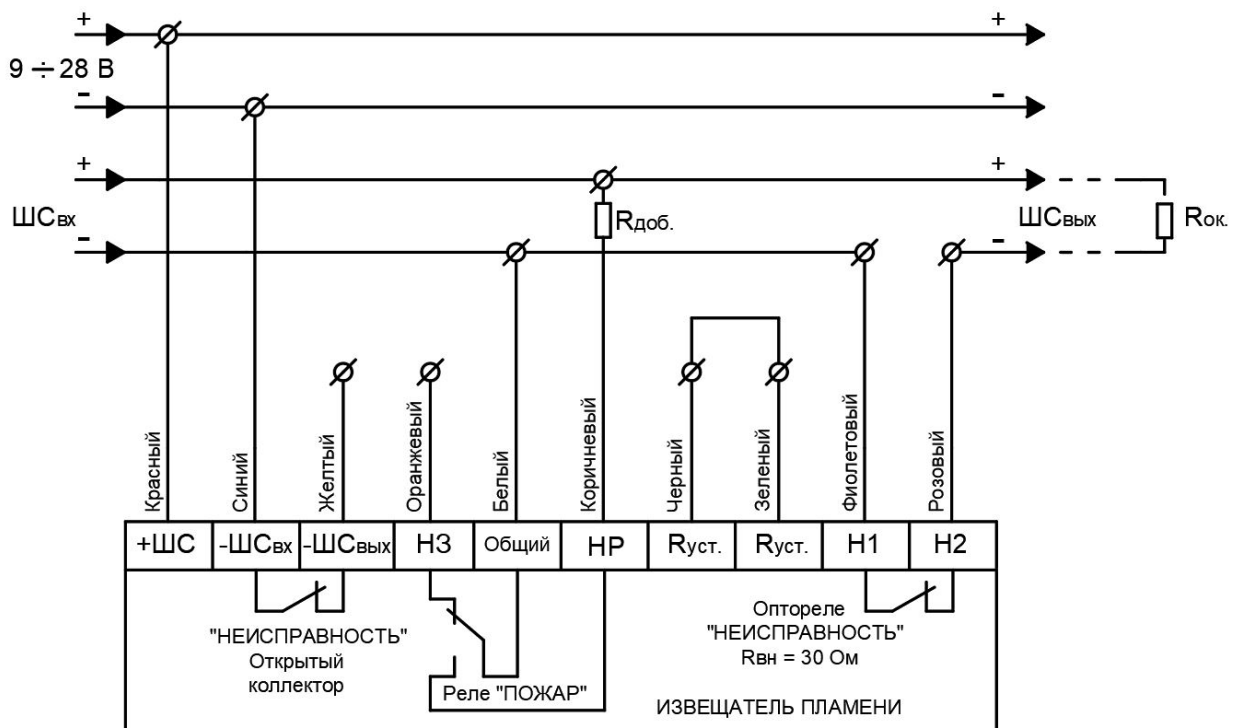 + +
9 ÷ 28 В
- -
+ +
ШСвх Rдоб. ШСвых Rок.
- -
Красный
Синий
Желтый
Оранжевый
Белый
Коричневый
Черный
Зеленый
Фиолетовый
Розовый
+ШС -ШСвх -ШСвых НЗ Общий НР Rуст. Rуст. Н1 Н2
"НЕИСПРАВНОСТЬ"
Открытый
коллектор
Реле "ПОЖАР"
Оптореле
"НЕИСПРАВНОСТЬ"
Rвн = 30 Ом
ИЗВЕЩАТЕЛЬ ПЛАМЕНИ